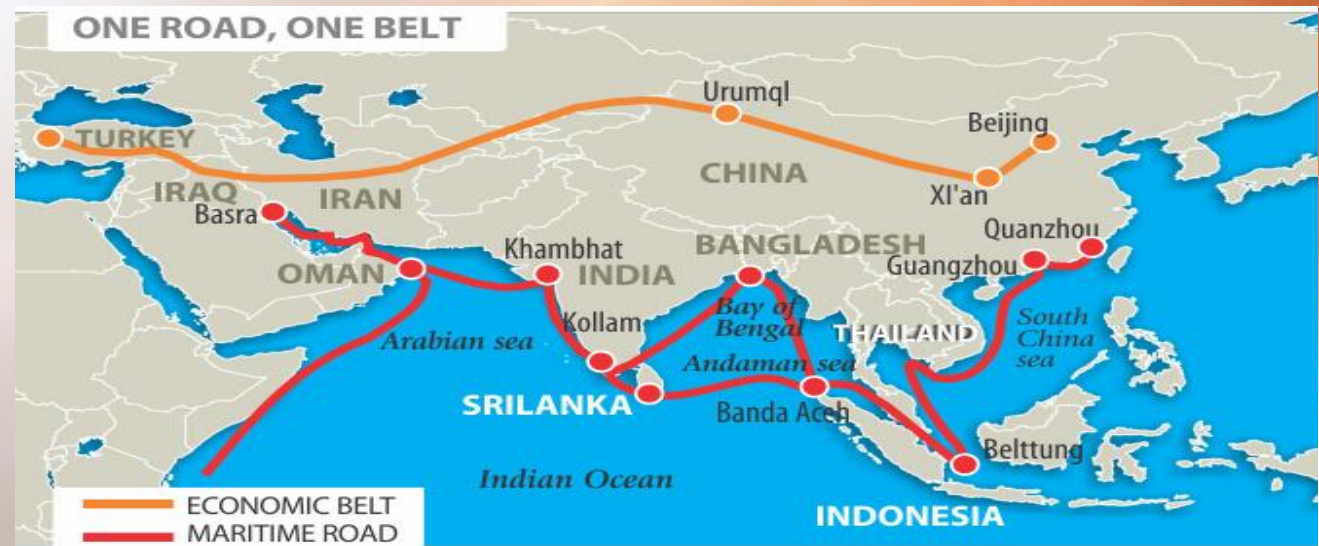 ONE ROAD, ONE BELT
Urumql
Beijing
TURKEY
CHINA
IRAQ
IRAN
XI'an
Basra
Quanzhou
Khambhat
BANGLADESH
Guangzhou
OMAN
INDIA
Bay of
Bengal
Kollam
South
China
sea
THAILAND
Arabian sea
Andaman sea
SRILANKA
Banda Aceh
Belttung
Indian Ocean
INDONESIA
ECONOMIC BELT
MARITIME ROAD